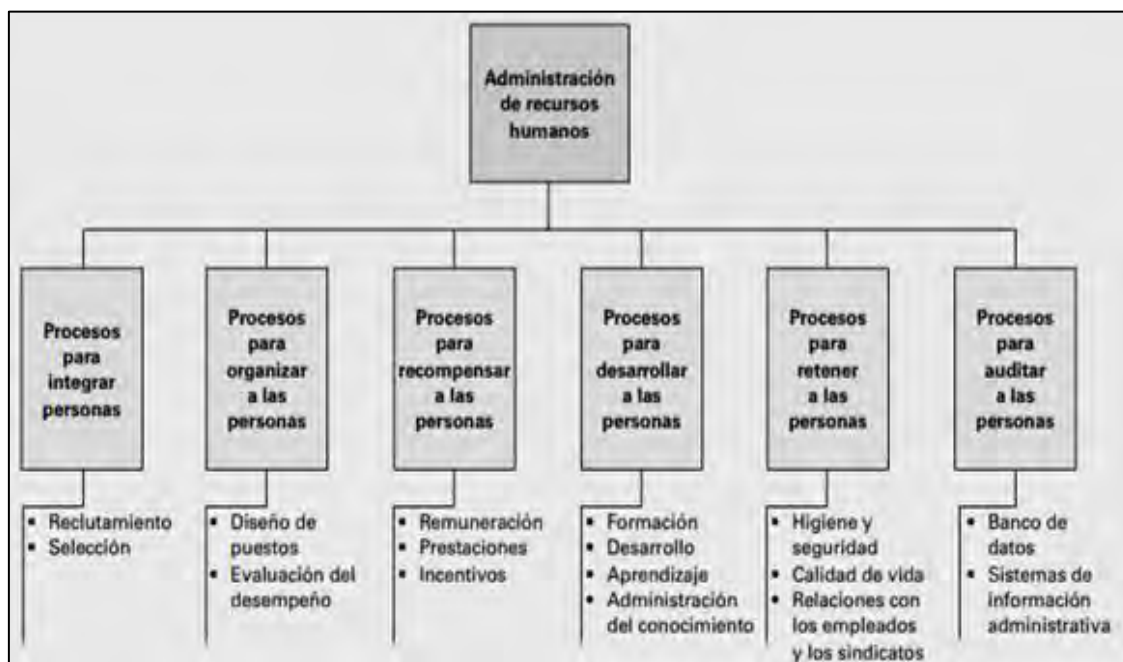 Administración
de recursos
humanos
Procesos
para
integrar
personas
Procesos
para
organizar
a las
personas
Procesos
para
recompensar
a las
personas
Procesos
para
desarrollar
a las
personas
Procesos
para
retener
a las
personas
Procesos
para
auditar
a las
personas
▪ Reclutamiento
▪ Selección
▪ Diseño de
puestos
▪ Evaluación del
desempeño
▪ Remuneración
▪ Prestaciones
▪ Incentivos
▪ Formación
▪ Desarrollo
▪ Aprendizaje
▪ Administración
del conocimiento
▪ Higiene y
seguridad
▪ Calidad de vida
▪ Relaciones con
los empleados
y los sindicatos
▪ Banco de
datos
▪ Sistemas de
información
administrativa